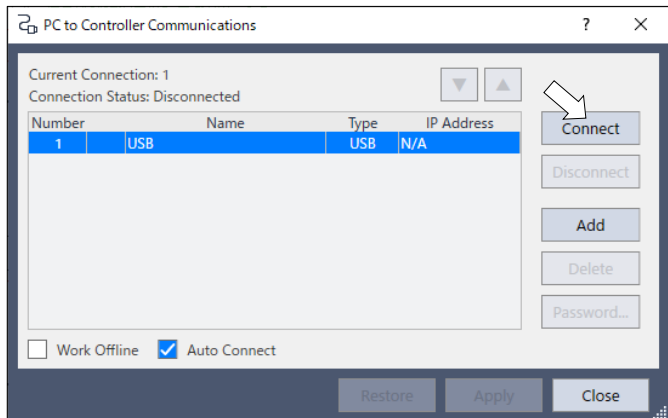 PC to Controller Communications
Current Connection: 1
Connection Status: Disconnected
Number Name Type IP Address
1 USB USB N/A
Connect
Disconnect
Add
Delete
Password...
Work Offline Auto Connect
Restore Apply Close